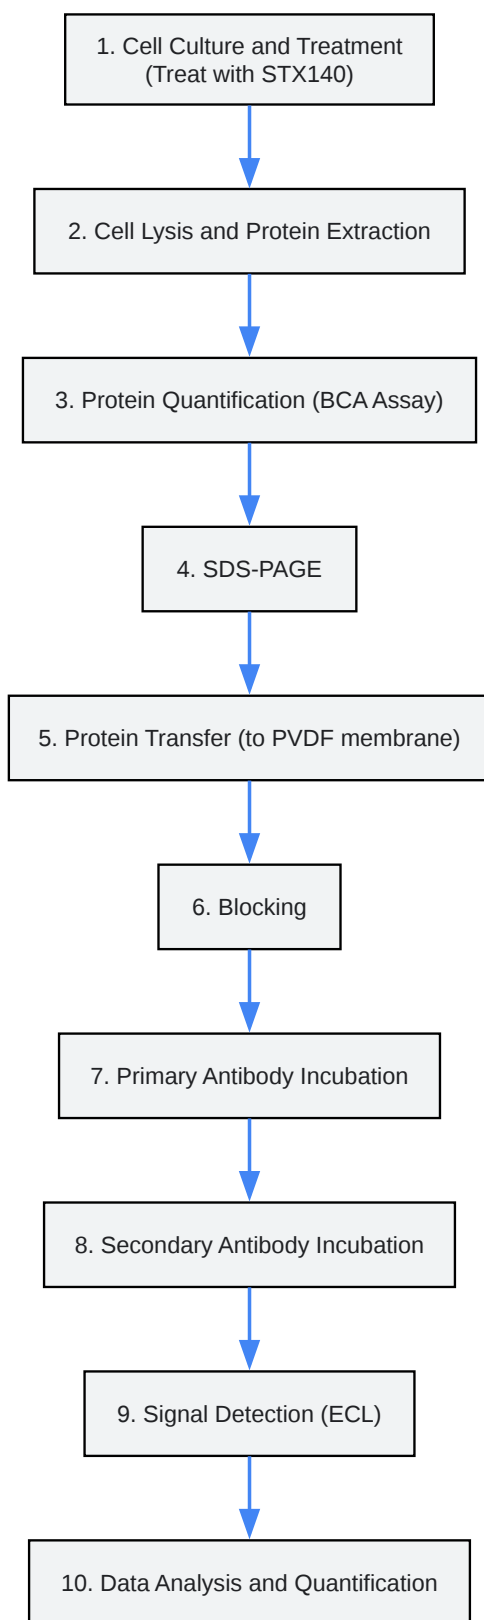 1. Cell Culture and Treatment
(Treat with STX140)
2. Cell Lysis and Protein Extraction
3. Protein Quantification (BCA Assay)
4. SDS-PAGE
5. Protein Transfer (to PVDF membrane)
6. Blocking
7. Primary Antibody Incubation
8. Secondary Antibody Incubation
9. Signal Detection (ECL)
10. Data Analysis and Quantification